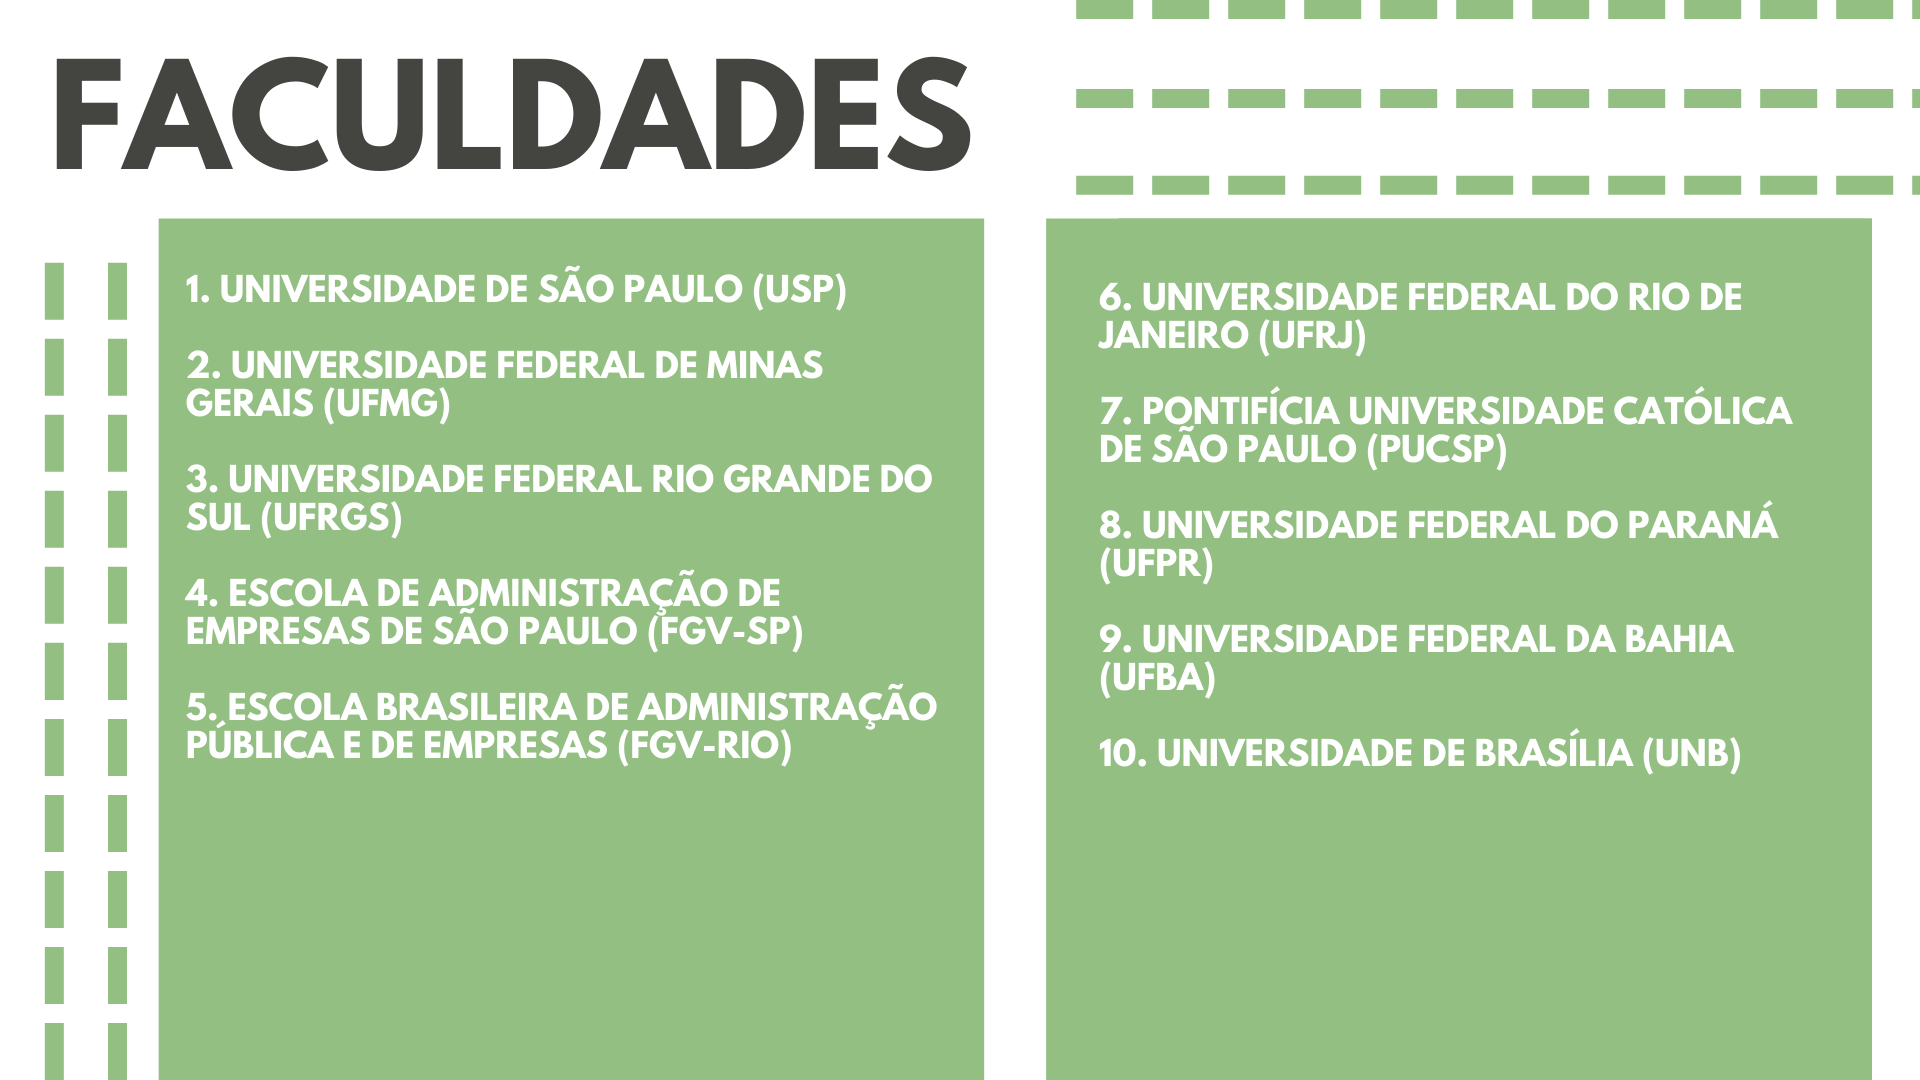 FACULDADES
1. UNIVERSIDADE DE SÃO PAULO (USP)
2. UNIVERSIDADE FEDERAL DE MINAS
GERAIS (UFMG)
3. UNIVERSIDADE FEDERAL RIO GRANDE DO
SUL (UFRGS)
4. ESCOLA DE ADMINISTRAÇÃO DE
EMPRESAS DE SÃO PAULO (FGV-SP)
5. ESCOLA BRASILEIRA DE ADMINISTRAÇÃO
PÚBLICA E DE EMPRESAS (FGV-RIO)
6. UNIVERSIDADE FEDERAL DO RIO DE
JANEIRO (UFRJ)
7. PONTIFÍCIA UNIVERSIDADE CATÓLICA
DE SÃO PAULO (PUCSP)
8. UNIVERSIDADE FEDERAL DO PARANÁ
(UFPR)
9. UNIVERSIDADE FEDERAL DA BAHIA
(UFBA)
10. UNIVERSIDADE DE BRASÍLIA (UNB)